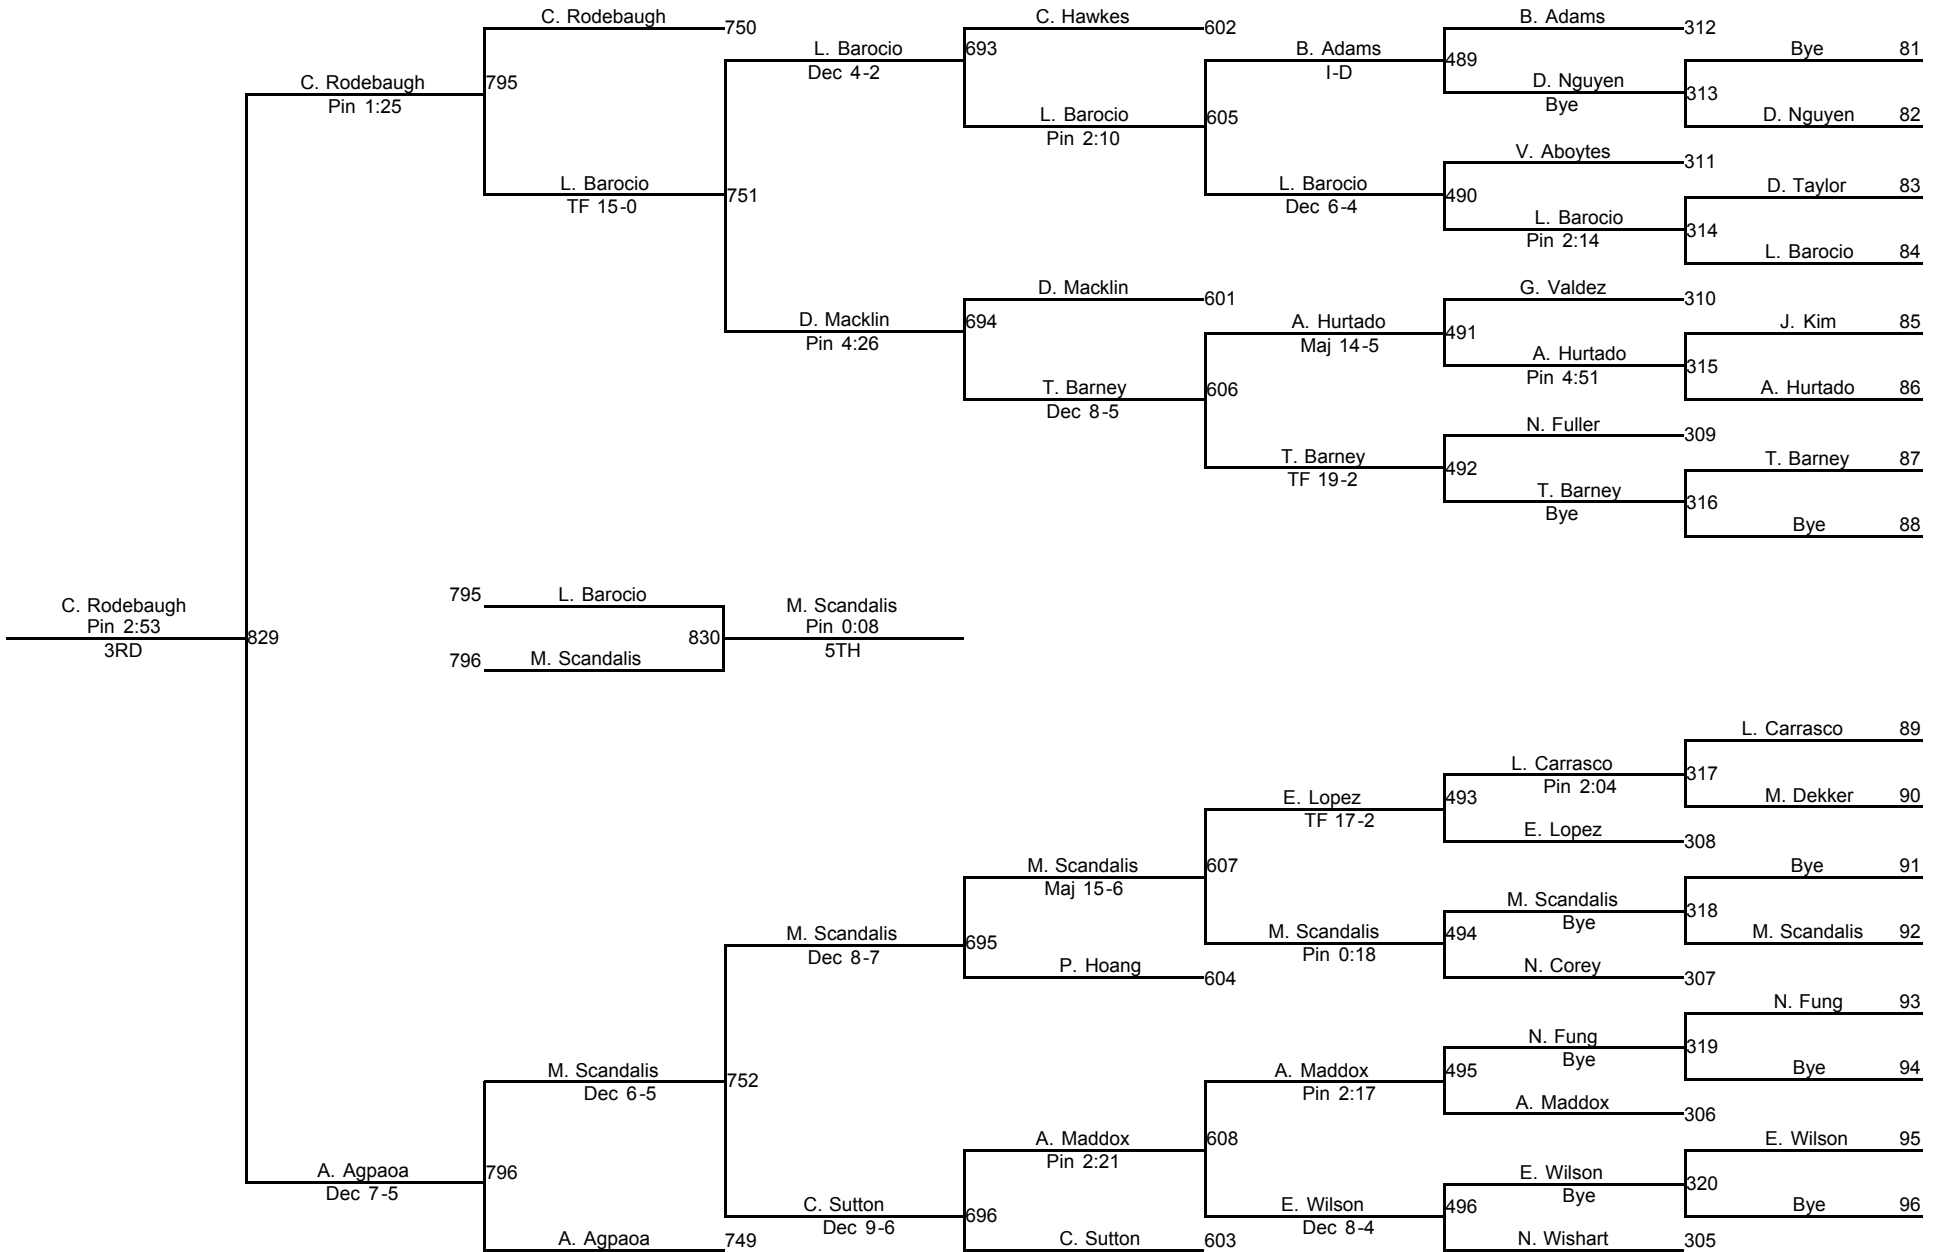 C. Rodebaugh
750
C. Hawkes
602
B. Adams
312
L. Barocio
Dec 4-2
693
B. Adams
I-D
489
Bye 81
C. Rodebaugh
Pin 1:25
795
D. Nguyen
Bye
313
D. Nguyen 82
L. Barocio
Pin 2:10
605
V. Aboytes
311
L. Barocio
TF 15-0
751
L. Barocio
Dec 6-4
490
D. Taylor 83
L. Barocio
Pin 2:14
314
L. Barocio 84
D. Macklin
601
G. Valdez
310
D. Macklin
Pin 4:26
694
A. Hurtado
Maj 14-5
491
J. Kim 85
A. Hurtado
Pin 4:51
315
A. Hurtado 86
T. Barney
Dec 8-5
606
N. Fuller
309
T. Barney
TF 19-2
492
T. Barney 87
T. Barney
Bye
316
Bye 88
C. Rodebaugh
Pin 2:53
3RD
829
795 L. Barocio
796 M. Scandalis
830
M. Scandalis
Pin 0:08
5TH
L. Carrasco 89
L. Carrasco
Pin 2:04
317
M. Dekker 90
E. Lopez
TF 17-2
493
E. Lopez
308
M. Scandalis
Maj 15-6
607
Bye 91
M. Scandalis
Bye
318
M. Scandalis 92
M. Scandalis
Dec 8-7
695
M. Scandalis
Pin 0:18
494
P. Hoang
604
N. Corey
307
N. Fung 93
N. Fung
Bye
319
Bye 94
M. Scandalis
Dec 6-5
752
A. Maddox
Pin 2:17
495
A. Maddox
306
A. Maddox
Pin 2:21
608
E. Wilson 95
A. Agpaoa
Dec 7-5
796
E. Wilson
Bye
320
Bye 96
C. Sutton
Dec 9-6
696
E. Wilson
Dec 8-4
496
A. Agpaoa
749
C. Sutton
603
N. Wishart
305